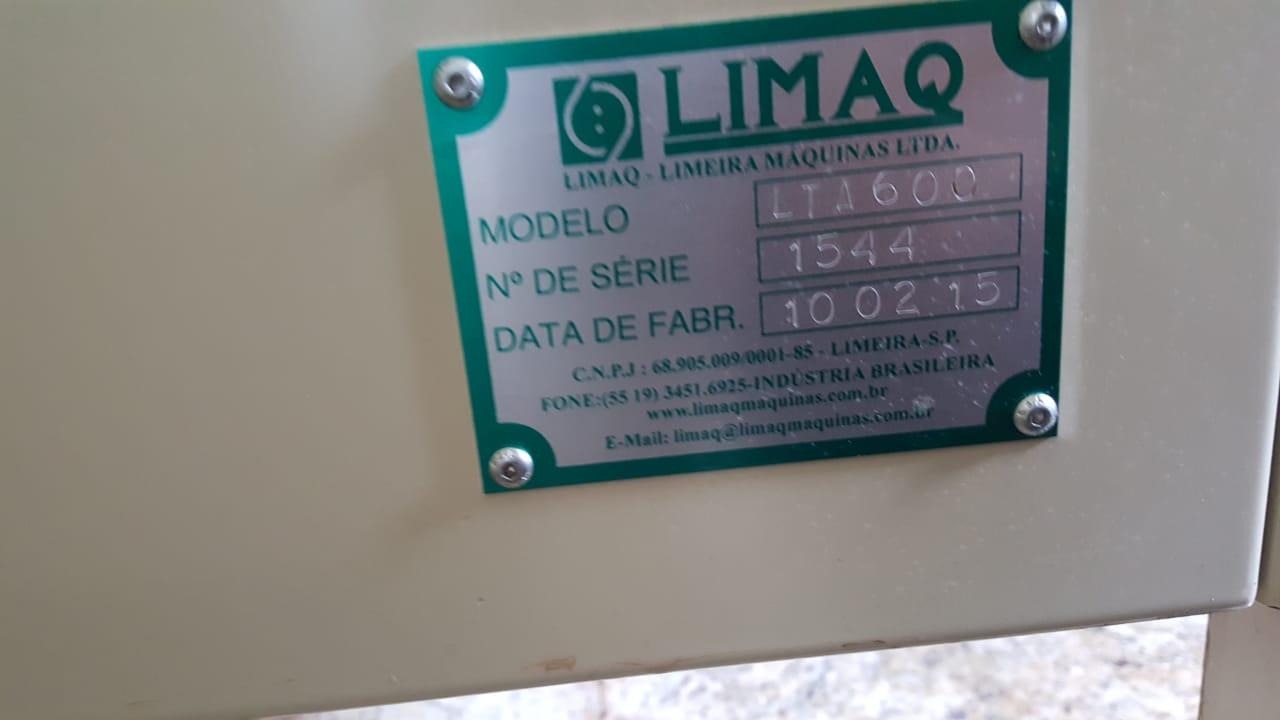 LIMAQ
LIMAQ - LIMEIRA MÁQUINAS LTDA.
MODELO LTA600
Nº DE SÉRIE 1544
DATA DE FABR. 10 02 15
C.N.P.J : 68.905.009/0001-85 - LIMEIRA-S.P.
FONE:(55 19) 3451.6925-INDÚSTRIA BRASILEIRA
www.limaqmaquinas.com.br
E-Mail: limaq@limaqmaquinas.com.br